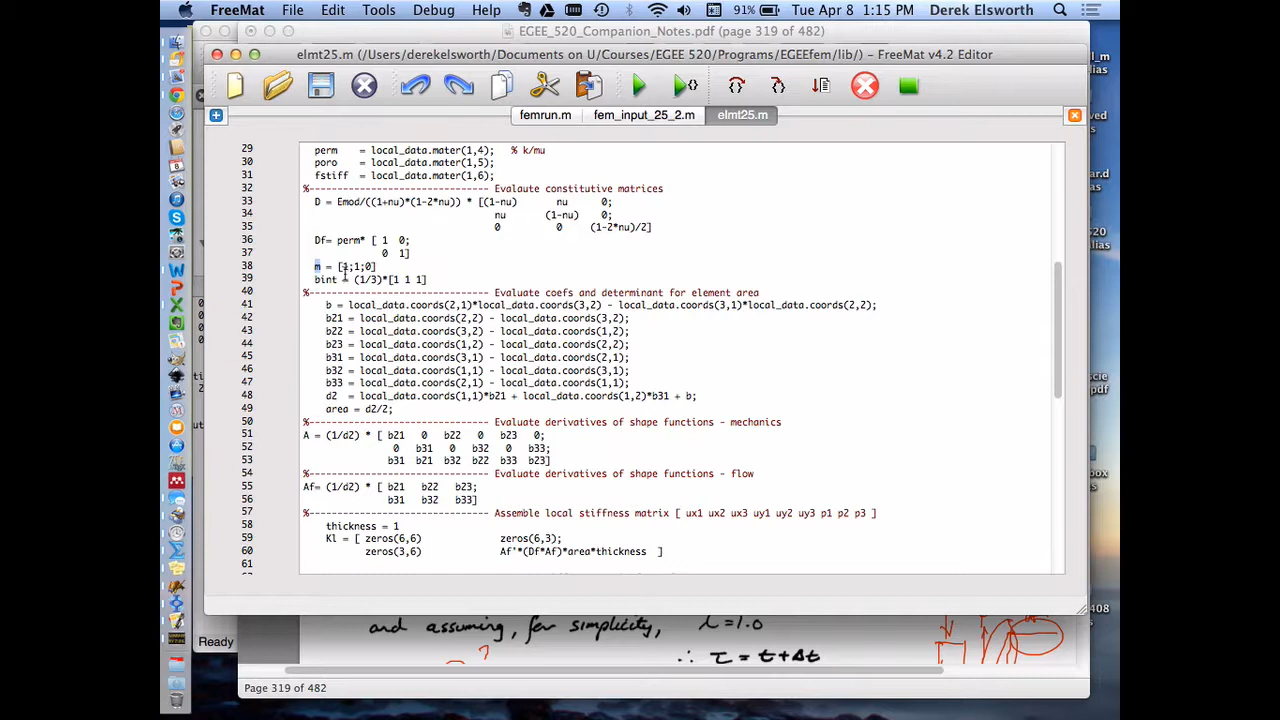 FreeMat File Edit Tools Debug Window Help 91% Tue Apr 8 1:15 PM Derek Elsworth
EGEE_520_Companion_Notes.pdf (page 319 of 482)
elmt25.m (/Users/derekelsworth/Documents on U/Courses/EGEE 520/Programs/EGEEfem/lib/) - FreeMat v4.2 Editor
femrun.m fem_input_25_2.m elmt25.m
29 perm = local_data.mater(1,4); % k/mu
30 poro = local_data.mater(1,5);
31 fstiff = local_data.mater(1,6);
32 %-------------------------------- Evalaute constitutive matrices
33 D = Emod/((1+nu)*(1-2*nu)) * [(1-nu) nu 0;
34 nu (1-nu) 0;
35 0 0 (1-2*nu)/2]
36 Df= perm* [ 1 0;
37 0 1]
38 m = [1;1;0]
39 bint = (1/3)*[1 1 1]
40 %-------------------------------- Evaluate coefs and determinant for element area
41 b = local_data.coords(2,1)*local_data.coords(3,2) - local_data.coords(3,1)*local_data.coords(2,2);
42 b21 = local_data.coords(2,2) - local_data.coords(3,2);
43 b22 = local_data.coords(3,2) - local_data.coords(1,2);
44 b23 = local_data.coords(1,2) - local_data.coords(2,2);
45 b31 = local_data.coords(3,1) - local_data.coords(2,1);
46 b32 = local_data.coords(1,1) - local_data.coords(3,1);
47 b33 = local_data.coords(2,1) - local_data.coords(1,1);
48 d2 = local_data.coords(1,1)*b21 + local_data.coords(1,2)*b31 + b;
49 area = d2/2;
50 %-------------------------------- Evaluate derivatives of shape functions - mechanics
51 A = (1/d2) * [ b21 0 b22 0 b23 0;
52 0 b31 0 b32 0 b33;
53 b31 b21 b32 b22 b33 b23]
54 %-------------------------------- Evaluate derivatives of shape functions - flow
55 Af= (1/d2) * [ b21 b22 b23;
56 b31 b32 b33]
57 %-------------------------------- Assemble local stiffness matrix [ ux1 ux2 ux3 uy1 uy2 uy3 p1 p2 p3 ]
58 thickness = 1
59 Kl = [ zeros(6,6) zeros(6,3);
60 zeros(3,6) Af'*(Df*Af)*area*thickness ]
61
and assuming, for simplicity, λ = 1.0
Ready
∴ τ = t + Δt
Page 319 of 482